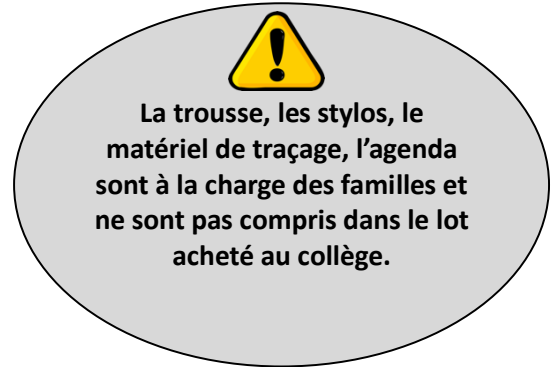 La trousse, les stylos, le
matériel de traçage, l’agenda
sont à la charge des familles et
ne sont pas compris dans le lot
acheté au collège.